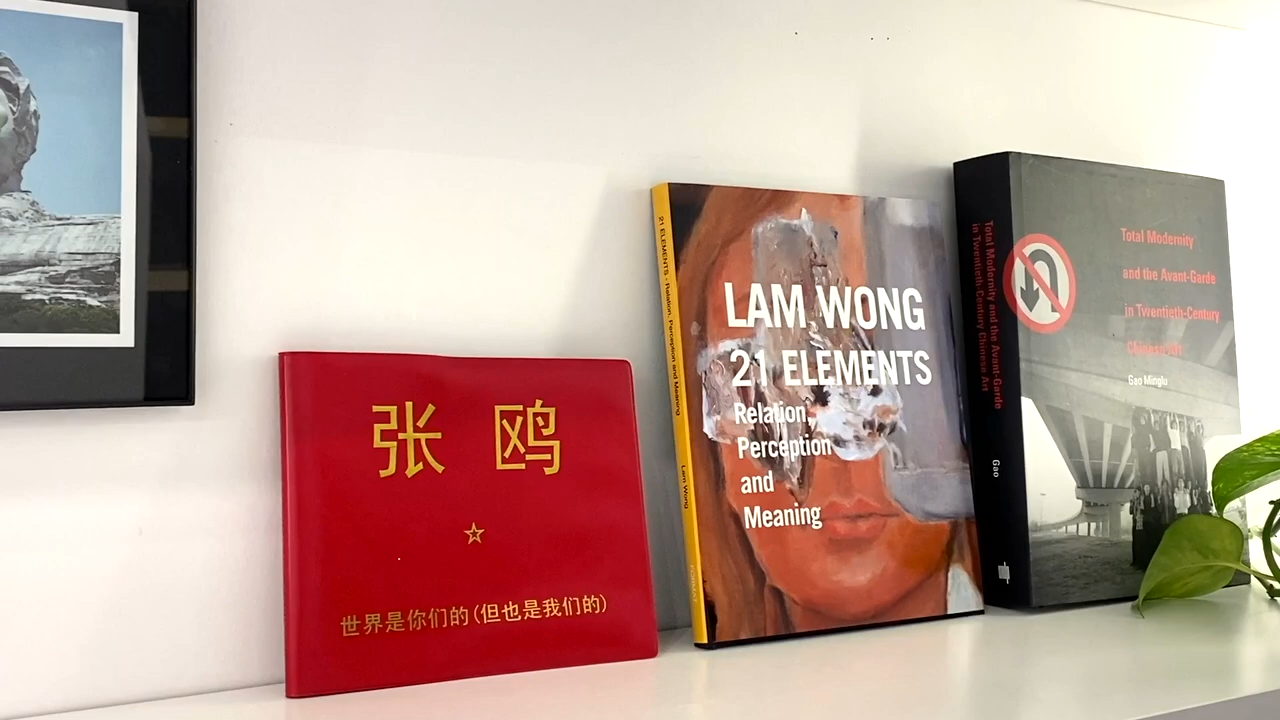 张 鸥
世界是你们的(但也是我们的)
21 ELEMENTS - Relation, Perception and Meaning
Lam Wong
LAM WONG
21 ELEMENTS
Relation,
Perception
and
Meaning
Total Modernity and the Avant-Garde
in Twentieth-Century Chinese Art
Gao
Total Modernity
and the Avant-Garde
in Twentieth-Century
Chinese Art
Gao Minglu